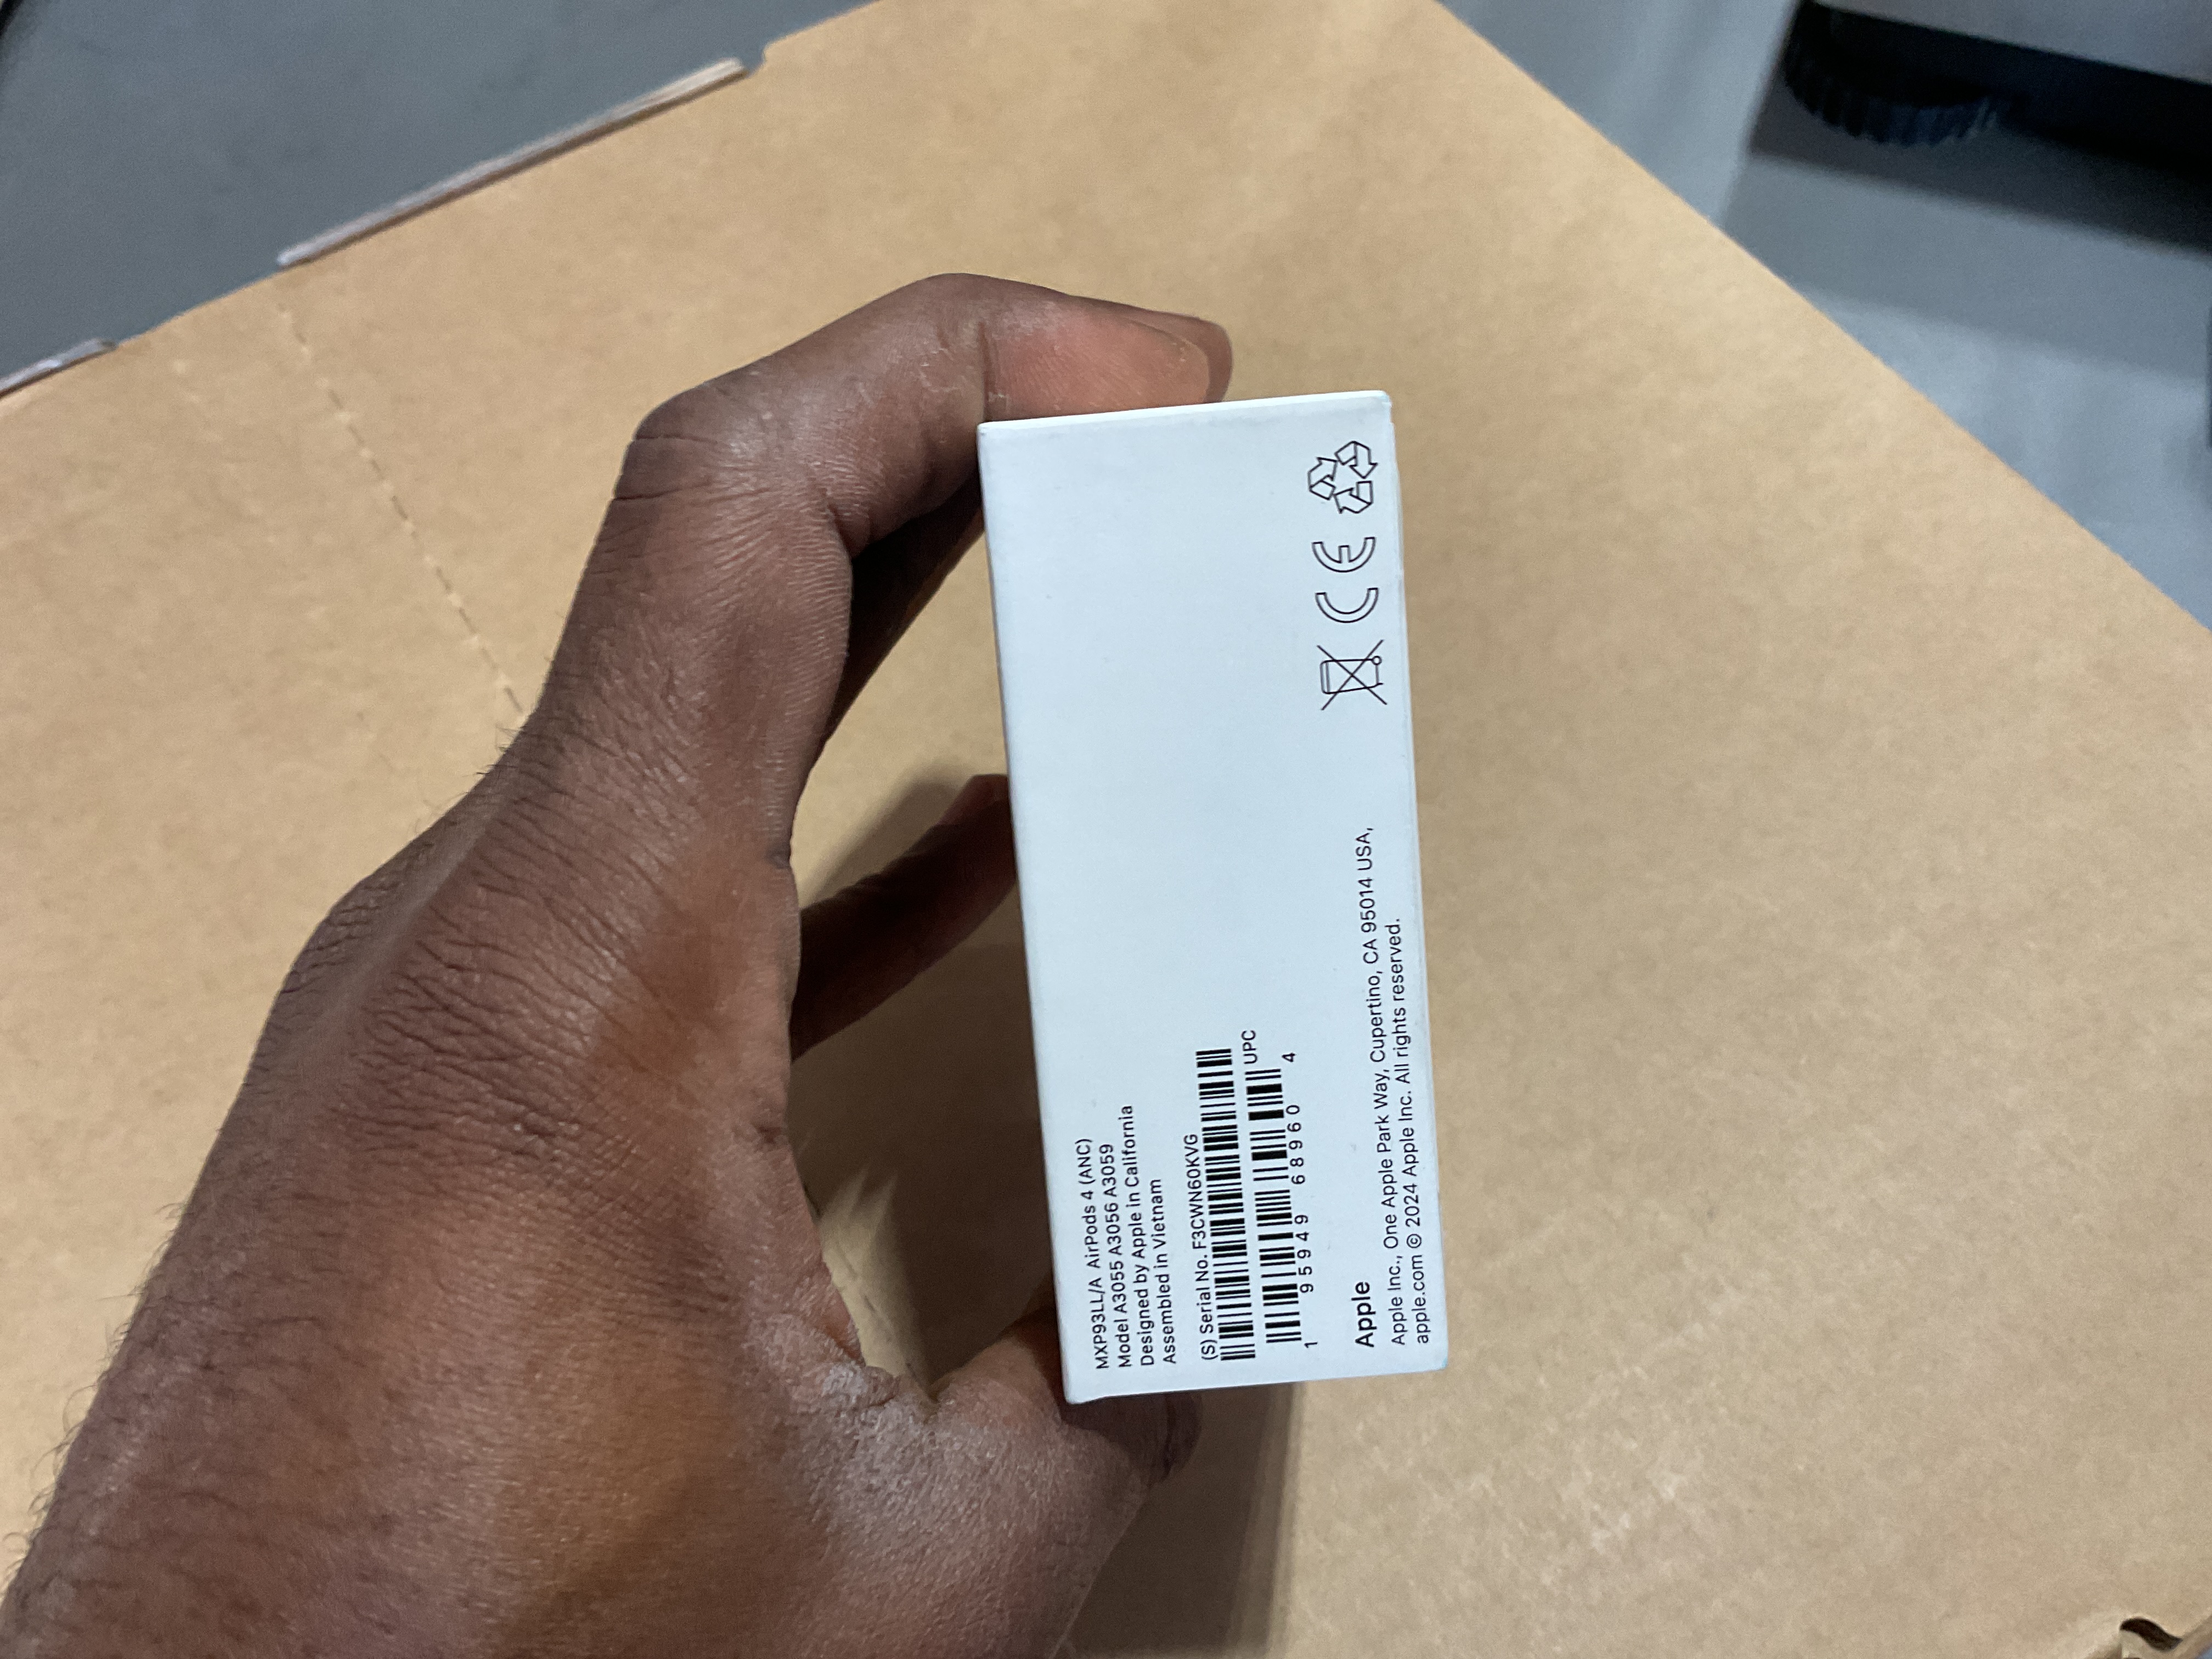 MXP93LL/A AirPods 4 (ANC)
Model A3055 A3056 A3059
Designed by Apple in California
Assembled in Vietnam
(S) Serial No. F3CWN60KVG
UPC
1 95949 68960 4
Apple
Apple Inc., One Apple Park Way, Cupertino, CA 95014 USA,
apple.com © 2024 Apple Inc. All rights reserved.
CE